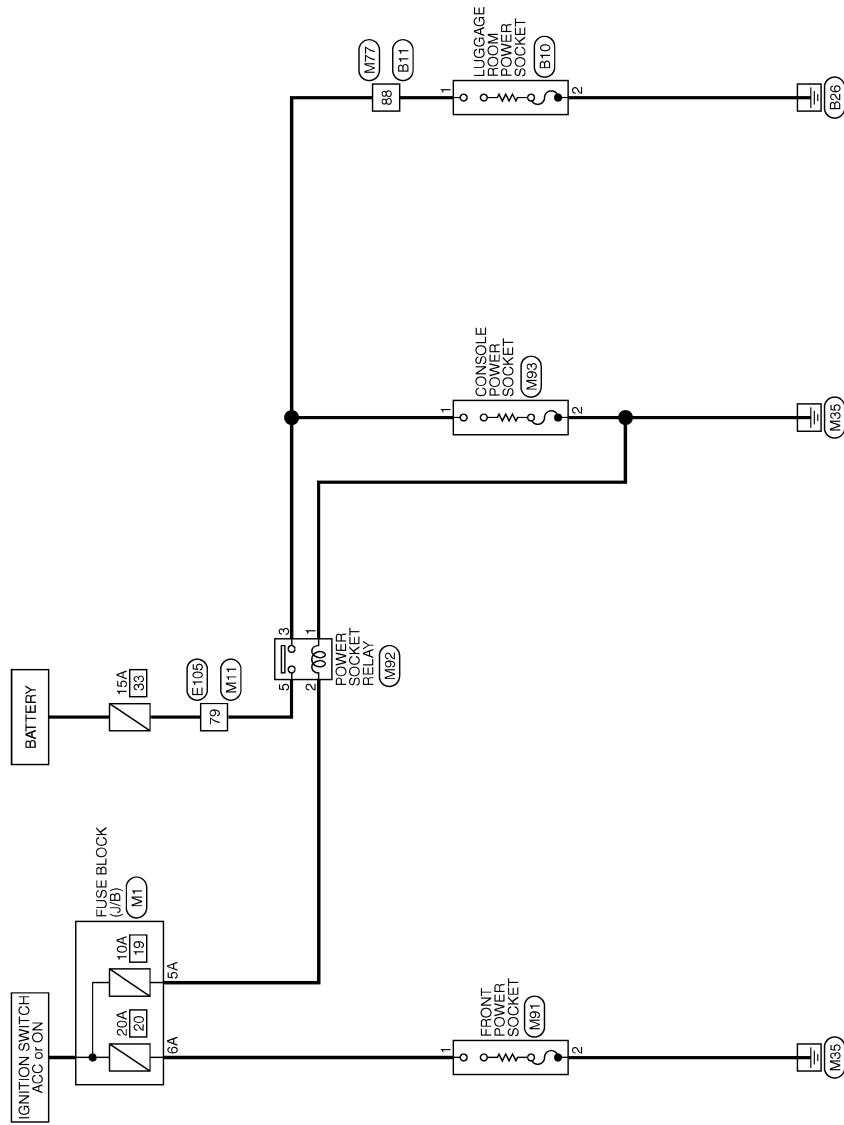 IGNITION SWITCH
ACC or ON
BATTERY
FUSE BLOCK
(J/B)
M1
20A
20
10A
19
6A
5A
15A
33
E105
79
M11
5
3
2
1
POWER
SOCKET
RELAY
M92
M77
88
B11
1
FRONT
POWER
SOCKET
M91
2
M35
1
CONSOLE
POWER
SOCKET
M93
2
M35
1
LUGGAGE
ROOM
POWER
SOCKET
B10
2
B26